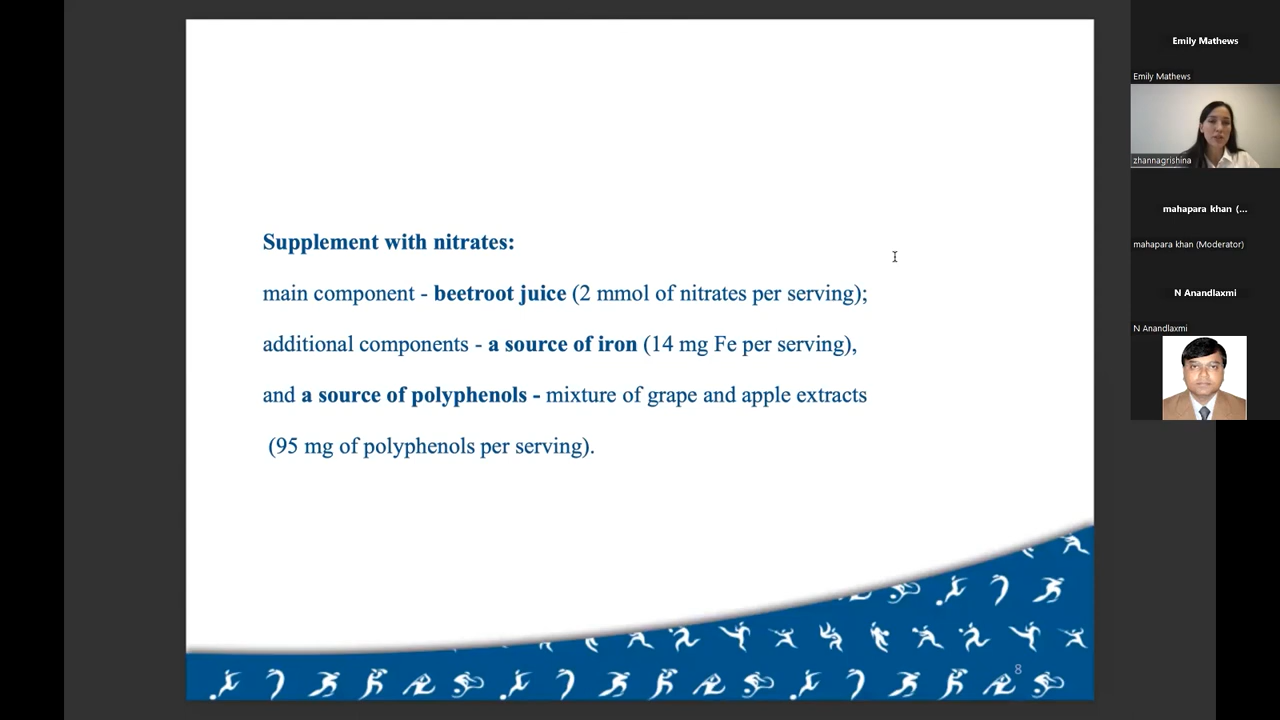 Supplement with nitrates:
main component - beetroot juice (2 mmol of nitrates per serving);
additional components - a source of iron (14 mg Fe per serving),
and a source of polyphenols - mixture of grape and apple extracts
(95 mg of polyphenols per serving).
8
Emily Mathews
Emily Mathews
zhannagrishina
mahapara khan (...
mahapara khan (Moderator)
N Anandlaxmi
N Anandlaxmi